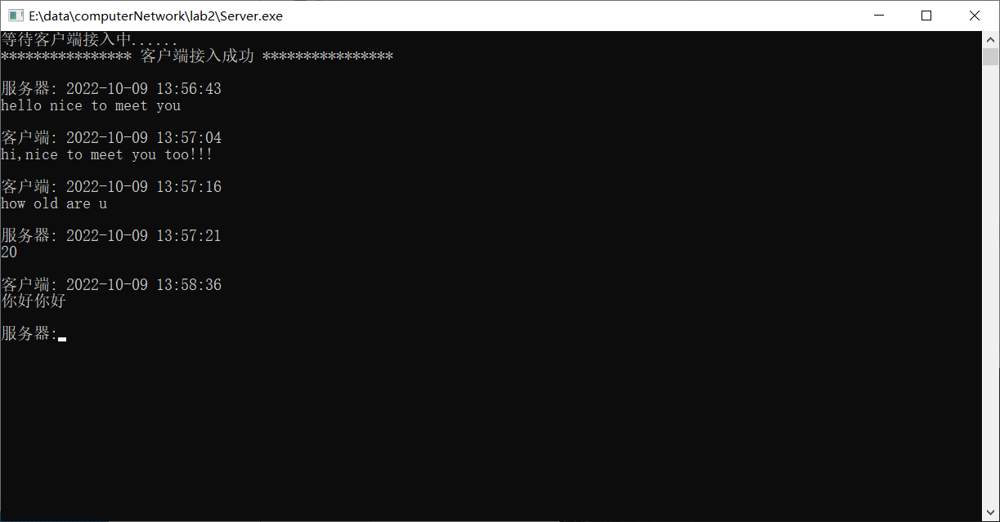 E:\data\computerNetwork\lab2\Server.exe
等待客户端接入中......
**************** 客户端接入成功 ****************
服务器: 2022-10-09 13:56:43
hello nice to meet you
客户端: 2022-10-09 13:57:04
hi,nice to meet you too!!!
客户端: 2022-10-09 13:57:16
how old are u
服务器: 2022-10-09 13:57:21
20
客户端: 2022-10-09 13:58:36
你好你好
服务器: